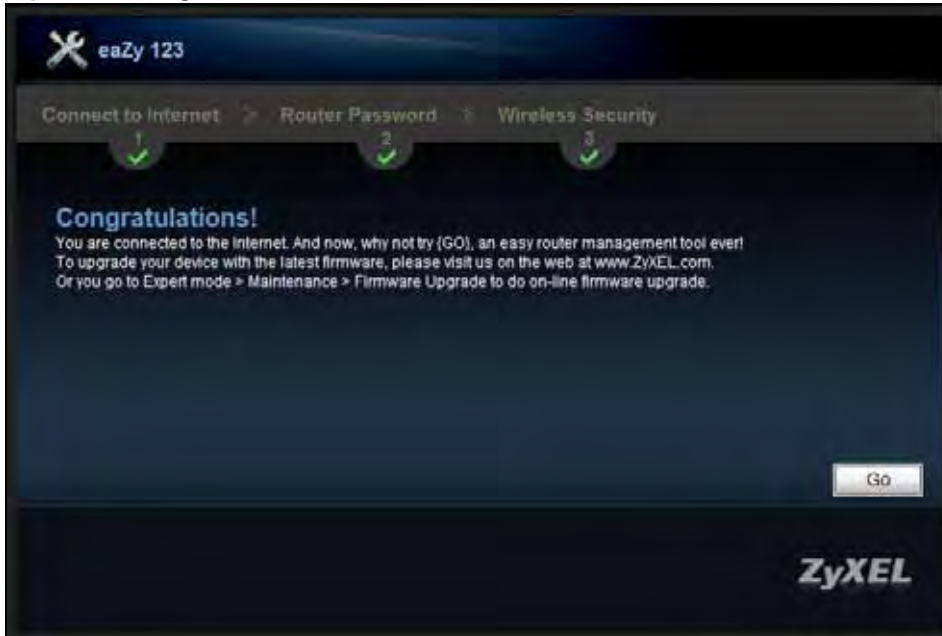 eaZy 123
Connect to Internet > Router Password > Wireless Security
1 2 3
Congratulations!
You are connected to the Internet. And now, why not try {GO}, an easy router management tool ever!
To upgrade your device with the latest firmware, please visit us on the web at www.ZyXEL.com.
Or you go to Expert mode > Maintenance > Firmware Upgrade to do on-line firmware upgrade.
Go
ZyXEL